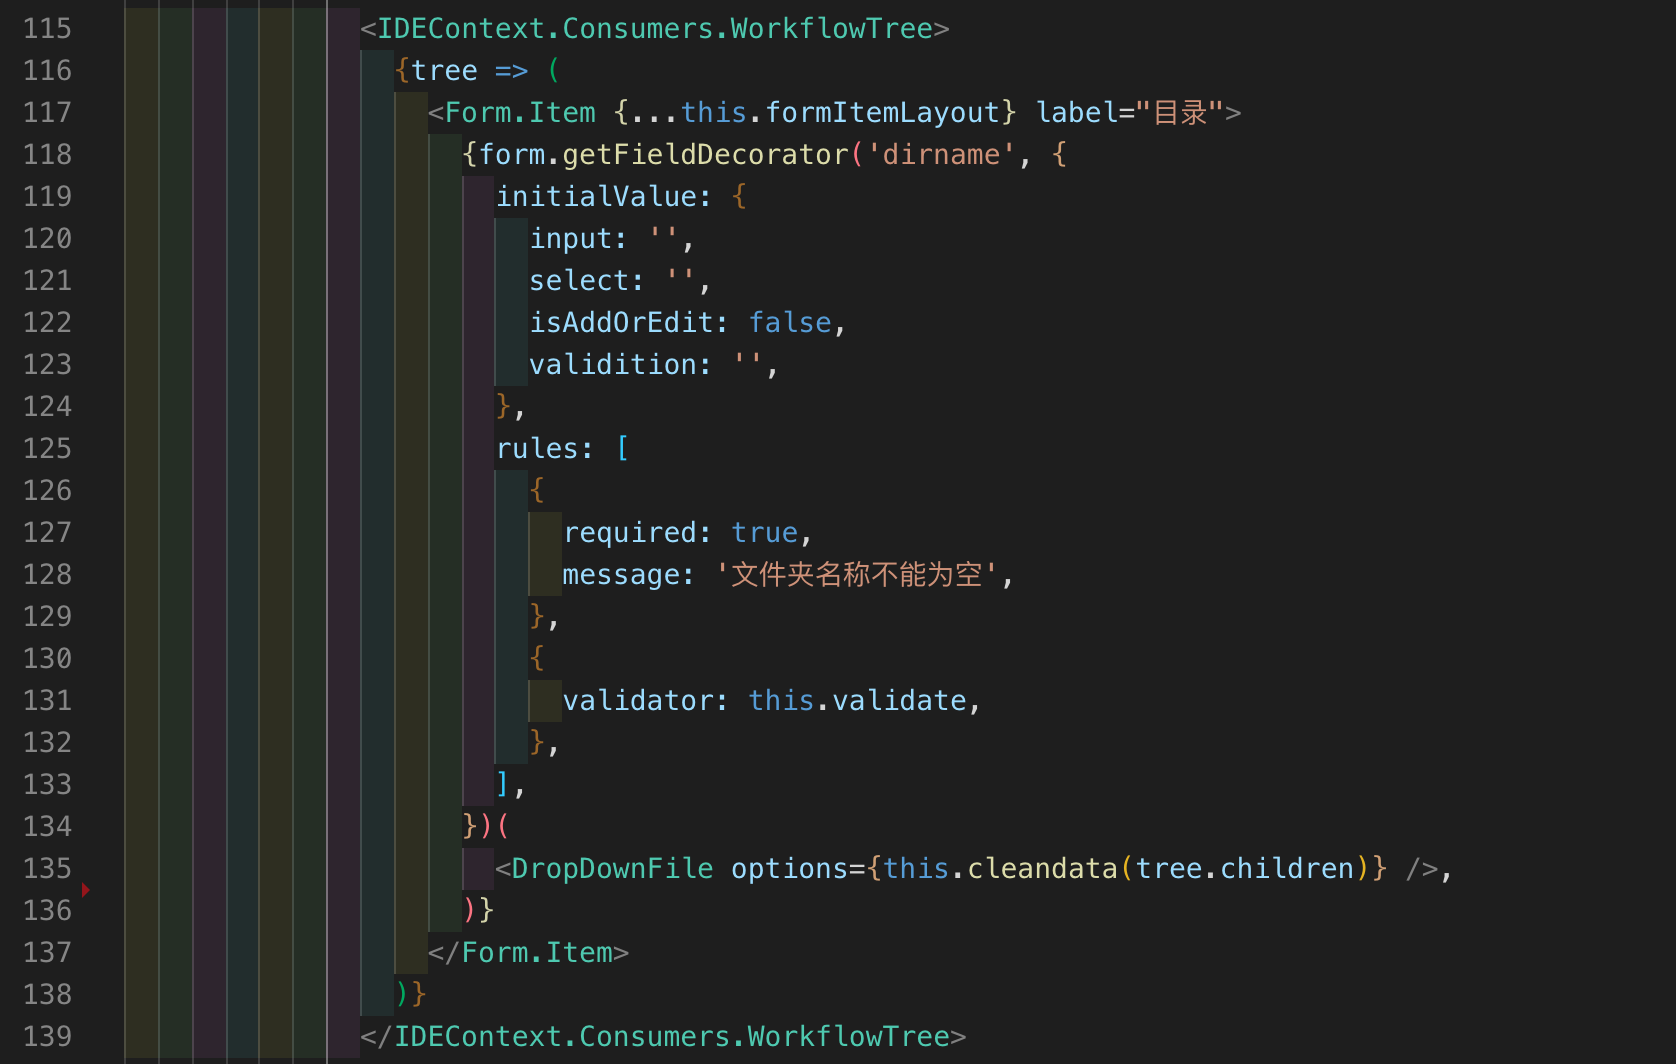 115 <IDEContext.Consumers.WorkflowTree>
116 {tree => (
117 <Form.Item {...this.formItemLayout} label="目录">
118 {form.getFieldDecorator('dirname', {
119 initialValue: {
120 input: '',
121 select: '',
122 isAddOrEdit: false,
123 validition: '',
124 },
125 rules: [
126 {
127 required: true,
128 message: '文件夹名称不能为空',
129 },
130 {
131 validator: this.validate,
132 },
133 ],
134 })(
135 <DropDownFile options={this.cleandata(tree.children)} />,
136 )}
137 </Form.Item>
138 )}
139 </IDEContext.Consumers.WorkflowTree>